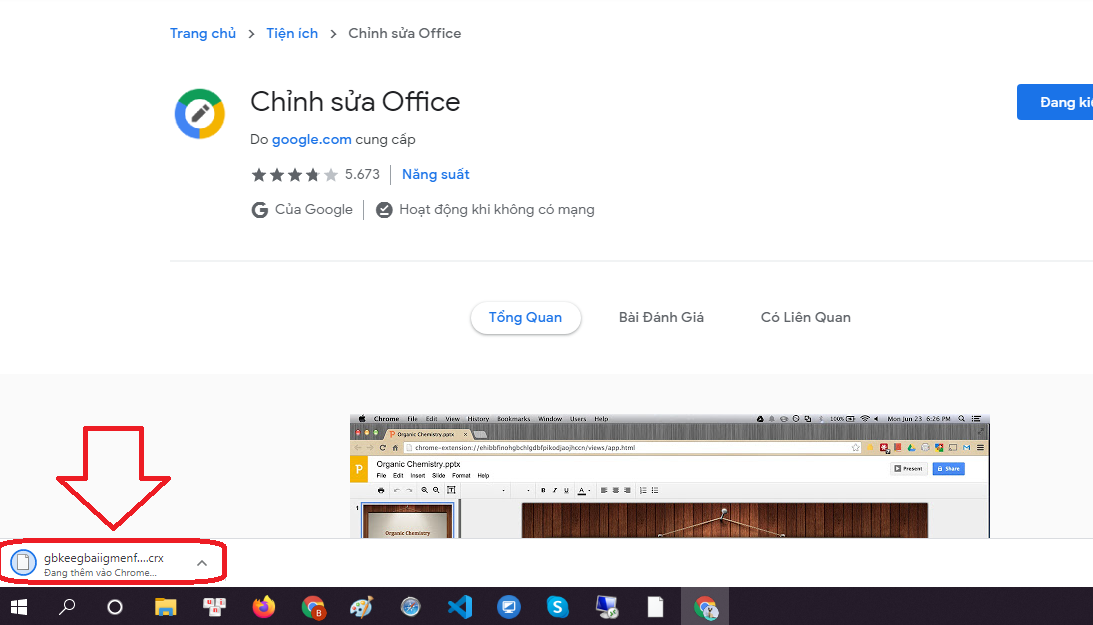 Trang chủ > Tiện ích > Chỉnh sửa Office
Chỉnh sửa Office
Đang ki
Do google.com cung cấp
5.673 Năng suất
Của Google Hoạt động khi không có mạng
Tổng Quan Bài Đánh Giá Có Liên Quan
Chrome File Edit View History Bookmarks Window Users Help 100% Mon Jun 23 6:26 PM
Organic Chemistry.pptx
chrome-extension://ehibbfinohgbchlgdbfpikodjaojhccn/views/app.html
P Organic Chemistry.pptx
File Edit Insert Slide Format Help
Present Share
B I U A
1
Organic Chemistry
gbkeegbaiigmenf....crx
Đang thêm vào Chrome...